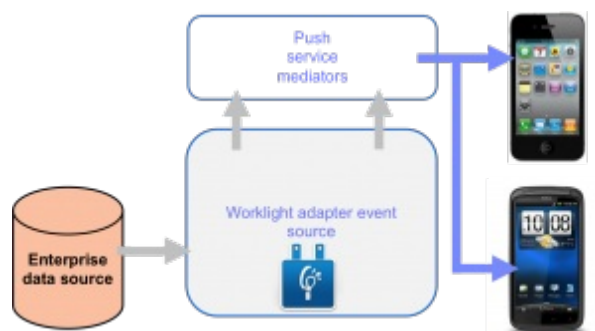 Push
service
mediators
Worklight adapter event
source
Enterprise
data source
10 08